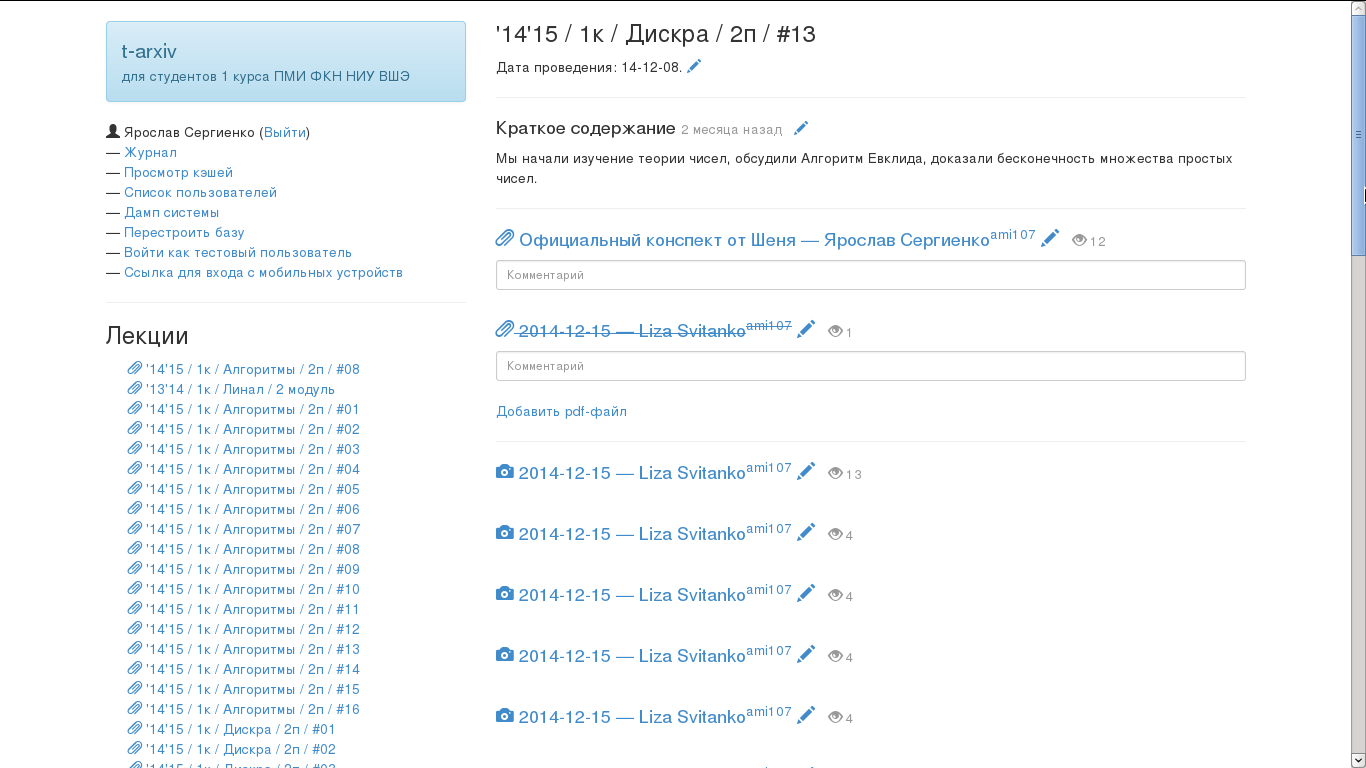 t-arxiv
для студентов 1 курса ПМИ ФКН НИУ ВШЭ
Ярослав Сергиенко (Выйти)
— Журнал
— Просмотр кэшей
— Список пользователей
— Дамп системы
— Перестроить базу
— Войти как тестовый пользователь
— Ссылка для входа с мобильных устройств
Лекции
'14'15 / 1к / Алгоритмы / 2п / #08
'13'14 / 1к / Линал / 2 модуль
'14'15 / 1к / Алгоритмы / 2п / #01
'14'15 / 1к / Алгоритмы / 2п / #02
'14'15 / 1к / Алгоритмы / 2п / #03
'14'15 / 1к / Алгоритмы / 2п / #04
'14'15 / 1к / Алгоритмы / 2п / #05
'14'15 / 1к / Алгоритмы / 2п / #06
'14'15 / 1к / Алгоритмы / 2п / #07
'14'15 / 1к / Алгоритмы / 2п / #08
'14'15 / 1к / Алгоритмы / 2п / #09
'14'15 / 1к / Алгоритмы / 2п / #10
'14'15 / 1к / Алгоритмы / 2п / #11
'14'15 / 1к / Алгоритмы / 2п / #12
'14'15 / 1к / Алгоритмы / 2п / #13
'14'15 / 1к / Алгоритмы / 2п / #14
'14'15 / 1к / Алгоритмы / 2п / #15
'14'15 / 1к / Алгоритмы / 2п / #16
'14'15 / 1к / Дискра / 2п / #01
'14'15 / 1к / Дискра / 2п / #02
'14'15 / 1к / Дискра / 2п / #03
'14'15 / 1к / Дискра / 2п / #13
Дата проведения: 14-12-08.
Краткое содержание 2 месяца назад
Мы начали изучение теории чисел, обсудили Алгоритм Евклида, доказали бесконечность множества простых
чисел.
Официальный конспект от Шеня — Ярослав Сергиенко ami107 12
Комментарий
2014-12-15 — Liza Svitanko ami107 1
Комментарий
Добавить pdf-файл
2014-12-15 — Liza Svitanko ami107 13
2014-12-15 — Liza Svitanko ami107 4
2014-12-15 — Liza Svitanko ami107 4
2014-12-15 — Liza Svitanko ami107 4
2014-12-15 — Liza Svitanko ami107 4